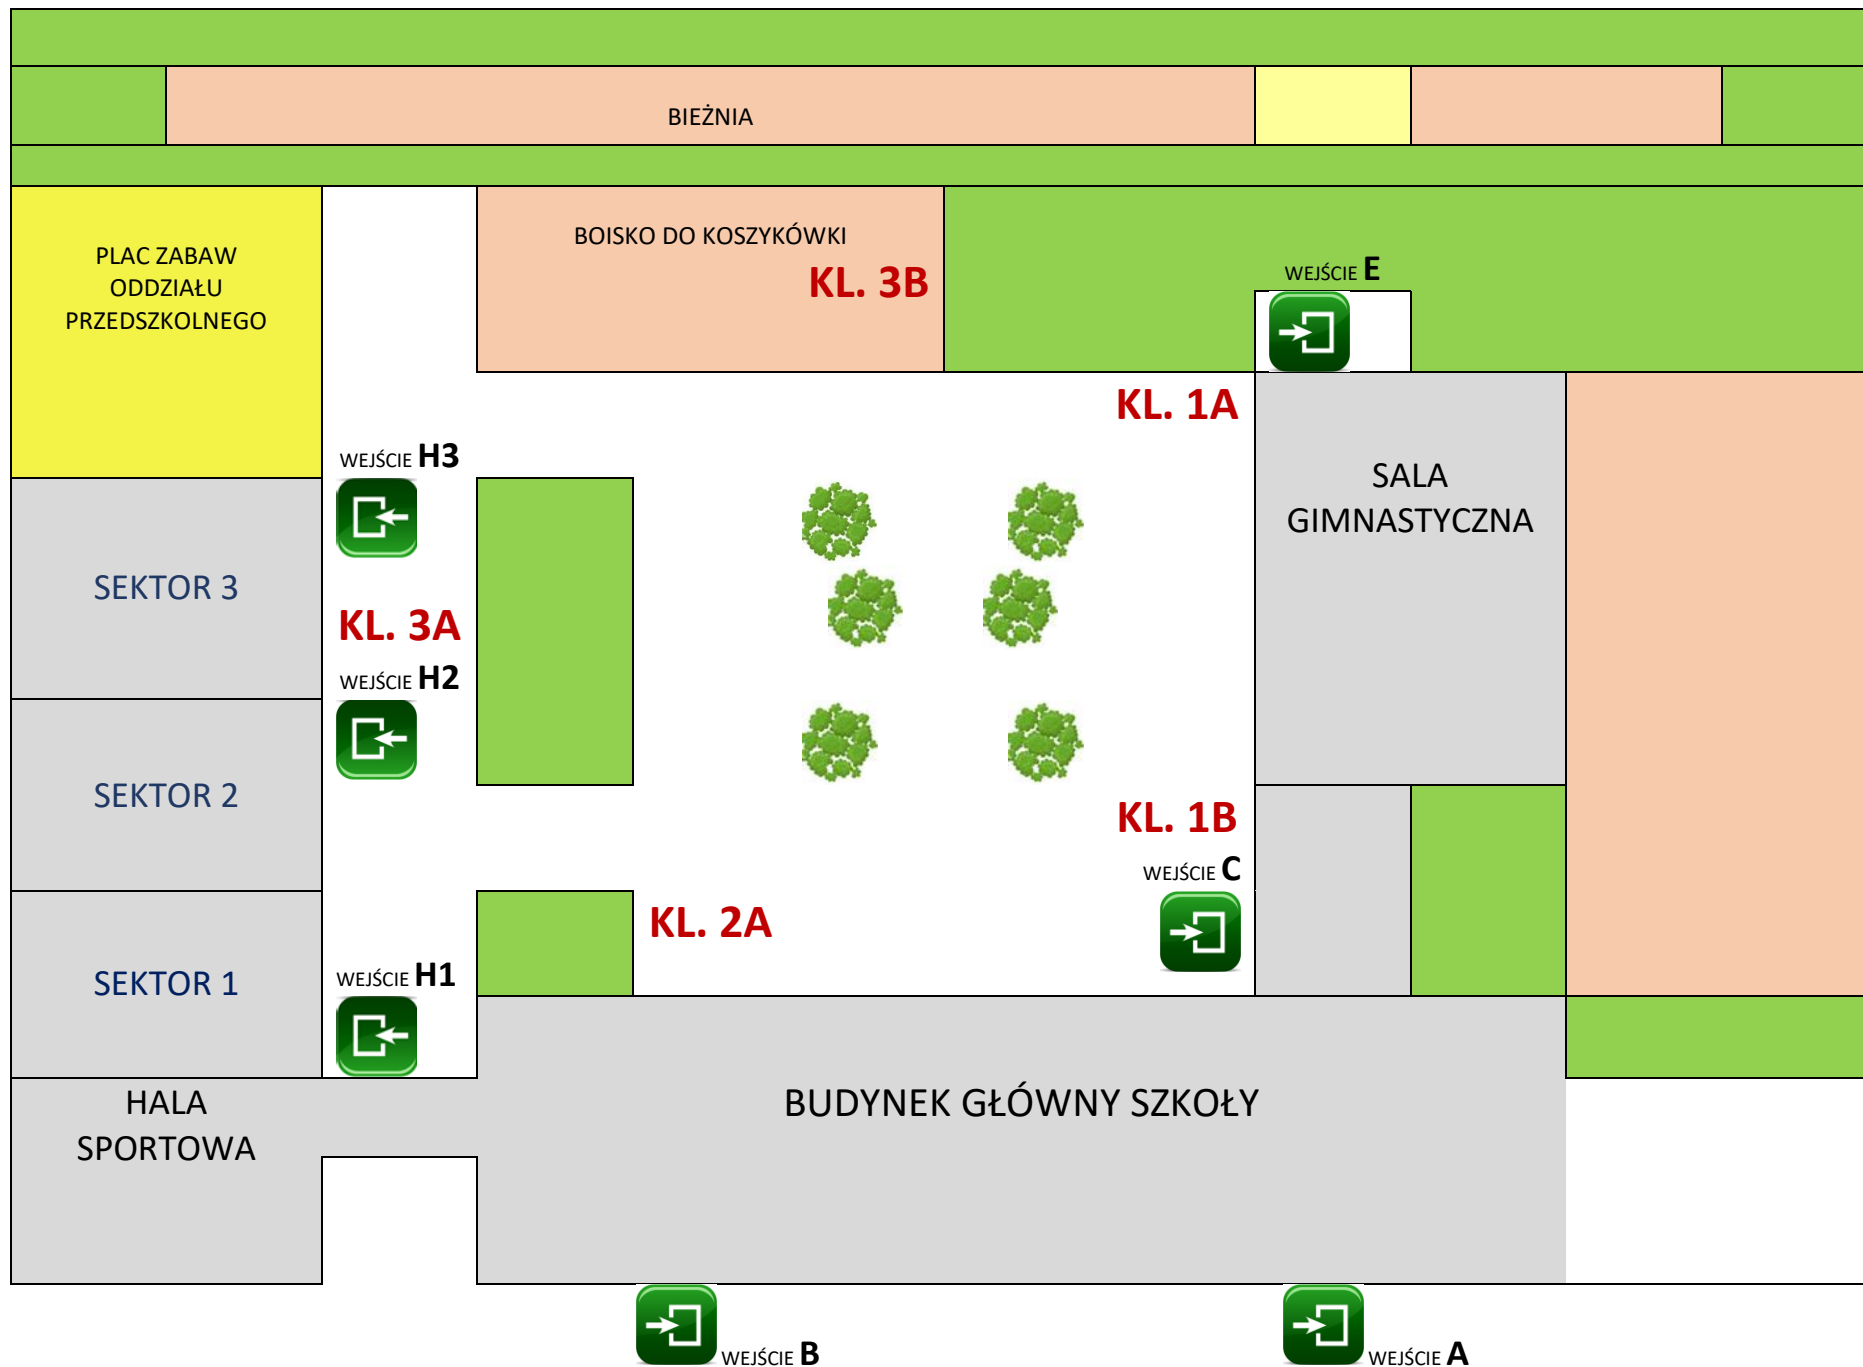 BIEŻNIA
PLAC ZABAW
ODDZIAŁU
PRZEDSZKOLNEGO
BOISKO DO KOSZYKÓWKI
KL. 3B
WEJŚCIE E
KL. 1A
WEJŚCIE H3
SALA
GIMNASTYCZNA
SEKTOR 3
KL. 3A
WEJŚCIE H2
SEKTOR 2
KL. 1B
WEJŚCIE C
KL. 2A
SEKTOR 1
WEJŚCIE H1
HALA
SPORTOWA
BUDYNEK GŁÓWNY SZKOŁY
WEJŚCIE B
WEJŚCIE A